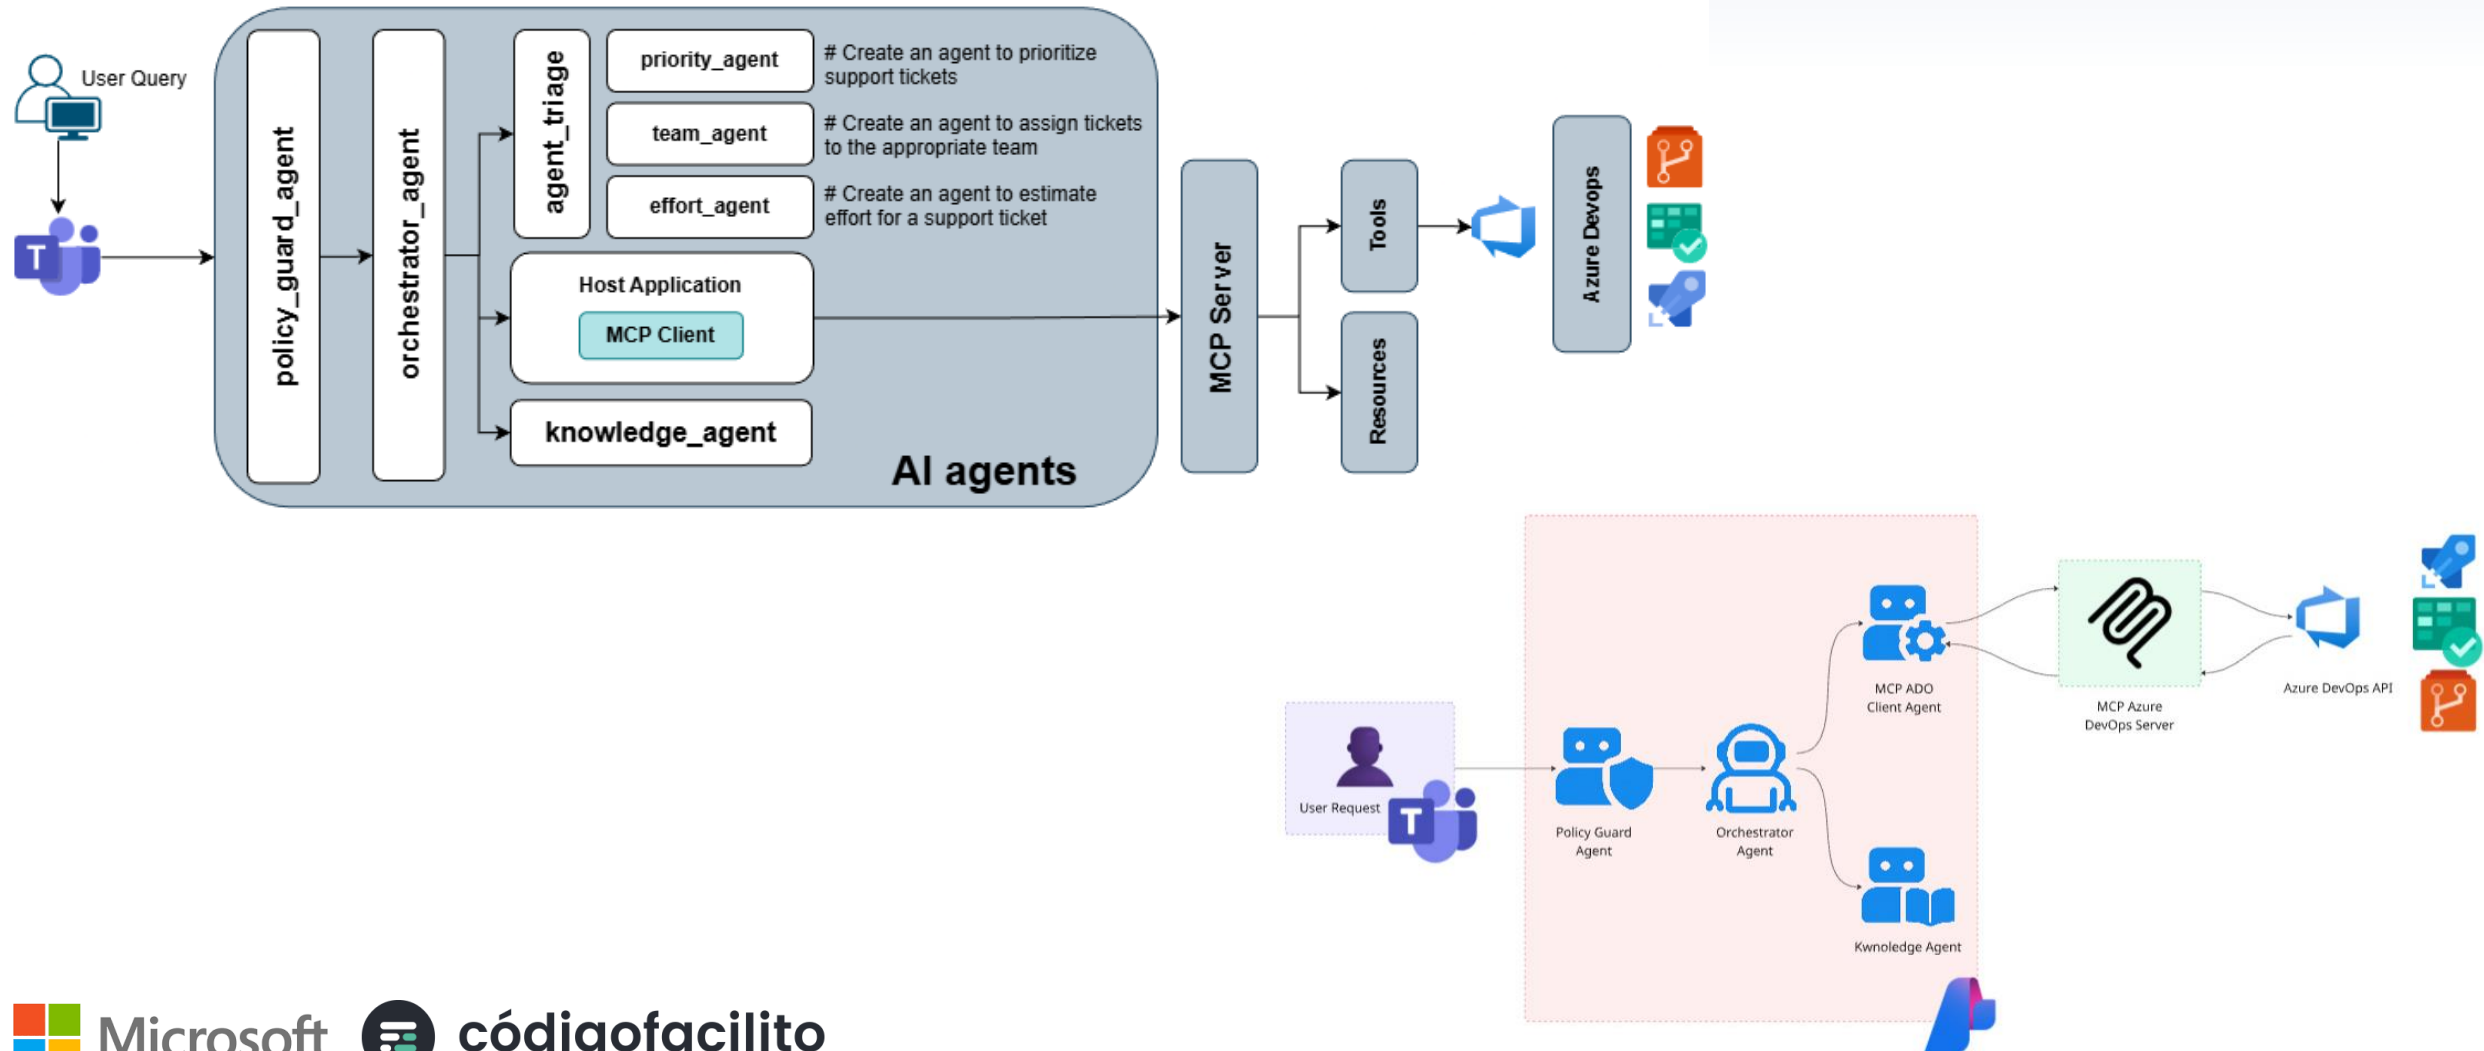 User Query
T
policy_guard_agent
orchestrator_agent
agent_triage
priority_agent
# Create an agent to prioritize
support tickets
team_agent
# Create an agent to assign tickets
to the appropriate team
effort_agent
# Create an agent to estimate
effort for a support ticket
Host Application
MCP Client
knowledge_agent
AI agents
MCP Server
Tools
Resources
Azure Devops
User Request
T
Policy Guard
Agent
Orchestrator
Agent
MCP ADO
Client Agent
Kwnoledge Agent
MCP Azure
DevOps Server
Azure DevOps API
Microsoft
códigofacilito